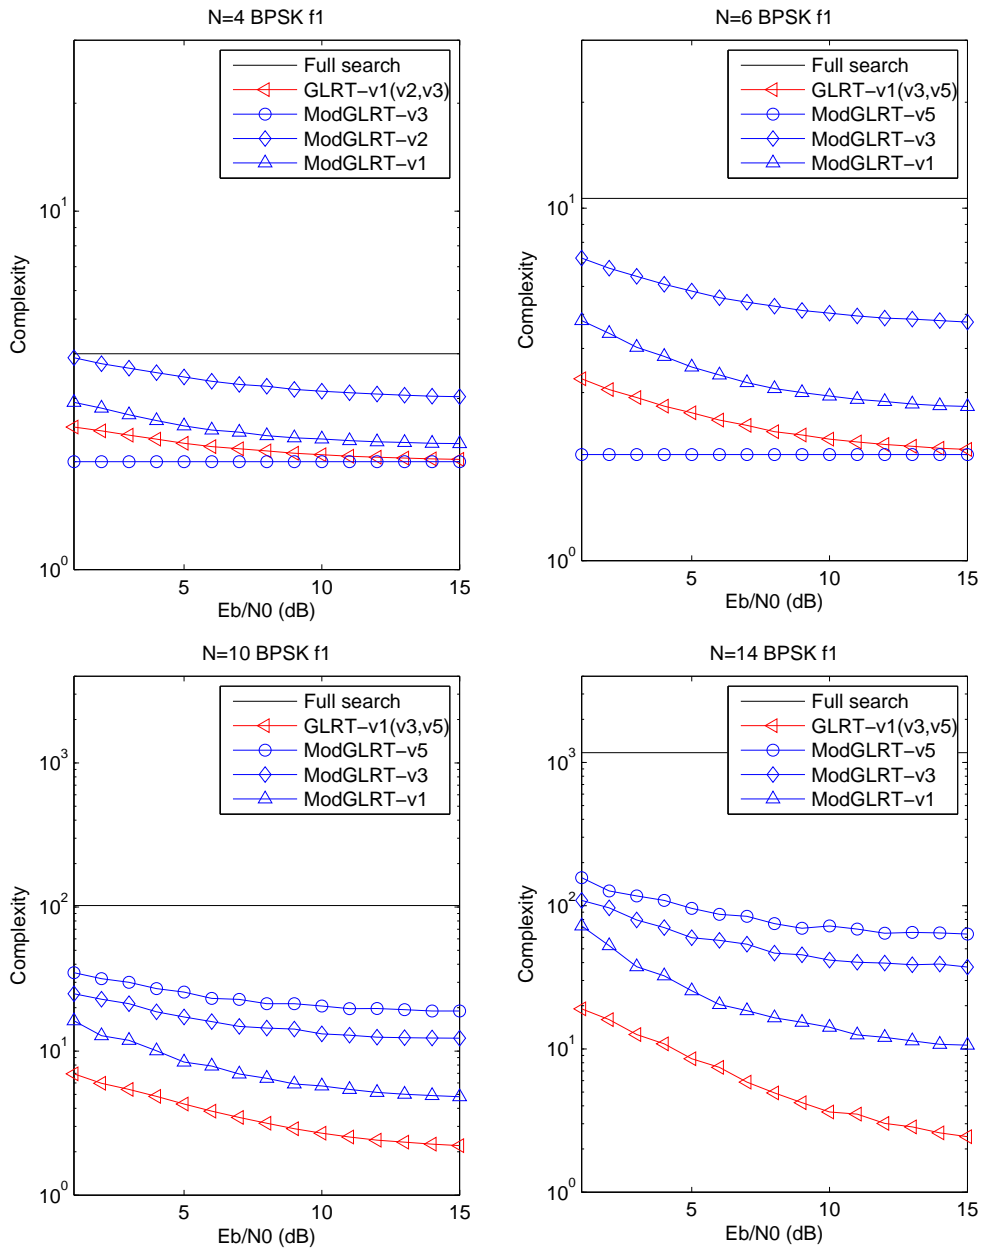 N=4 BPSK f1
Full search
GLRT−v1(v2,v3)
ModGLRT−v3
ModGLRT−v2
ModGLRT−v1
10^1
10^0
Complexity
5
10
15
Eb/N0 (dB)
N=6 BPSK f1
Full search
GLRT−v1(v3,v5)
ModGLRT−v5
ModGLRT−v3
ModGLRT−v1
10^1
10^0
Complexity
5
10
15
Eb/N0 (dB)
N=10 BPSK f1
Full search
GLRT−v1(v3,v5)
ModGLRT−v5
ModGLRT−v3
ModGLRT−v1
10^3
10^2
10^1
10^0
Complexity
5
10
15
Eb/N0 (dB)
N=14 BPSK f1
Full search
GLRT−v1(v3,v5)
ModGLRT−v5
ModGLRT−v3
ModGLRT−v1
10^3
10^2
10^1
10^0
Complexity
5
10
15
Eb/N0 (dB)